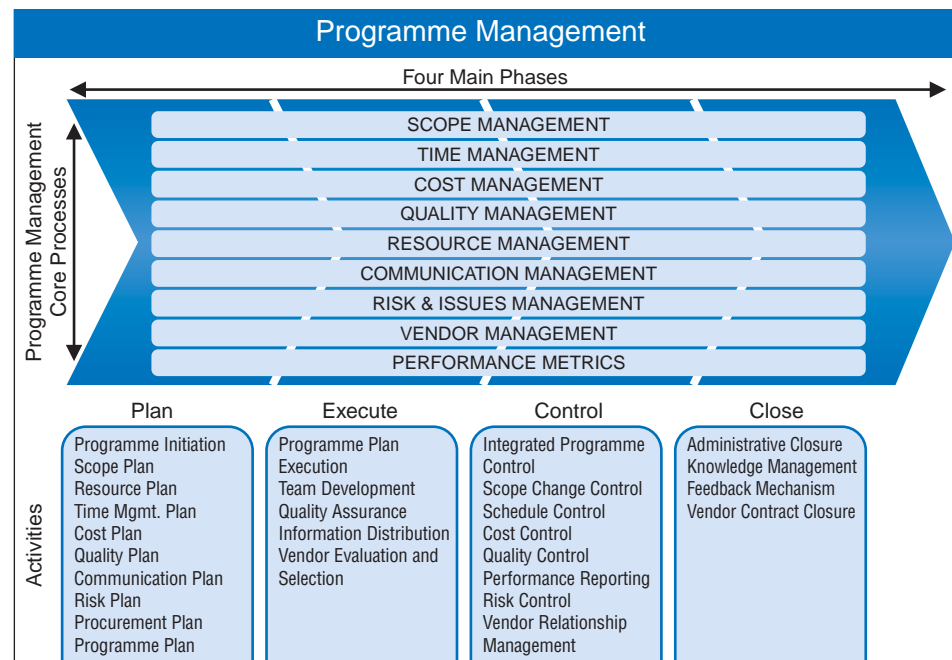 Programme Management
Four Main Phases
Programme Management
Core Processes
SCOPE MANAGEMENT
TIME MANAGEMENT
COST MANAGEMENT
QUALITY MANAGEMENT
RESOURCE MANAGEMENT
COMMUNICATION MANAGEMENT
RISK & ISSUES MANAGEMENT
VENDOR MANAGEMENT
PERFORMANCE METRICS
Activities
Plan
Programme Initiation
Scope Plan
Resource Plan
Time Mgmt. Plan
Cost Plan
Quality Plan
Communication Plan
Risk Plan
Procurement Plan
Programme Plan
Execute
Programme Plan
Execution
Team Development
Quality Assurance
Information Distribution
Vendor Evaluation and
Selection
Control
Integrated Programme
Control
Scope Change Control
Schedule Control
Cost Control
Quality Control
Performance Reporting
Risk Control
Vendor Relationship
Management
Close
Administrative Closure
Knowledge Management
Feedback Mechanism
Vendor Contract Closure